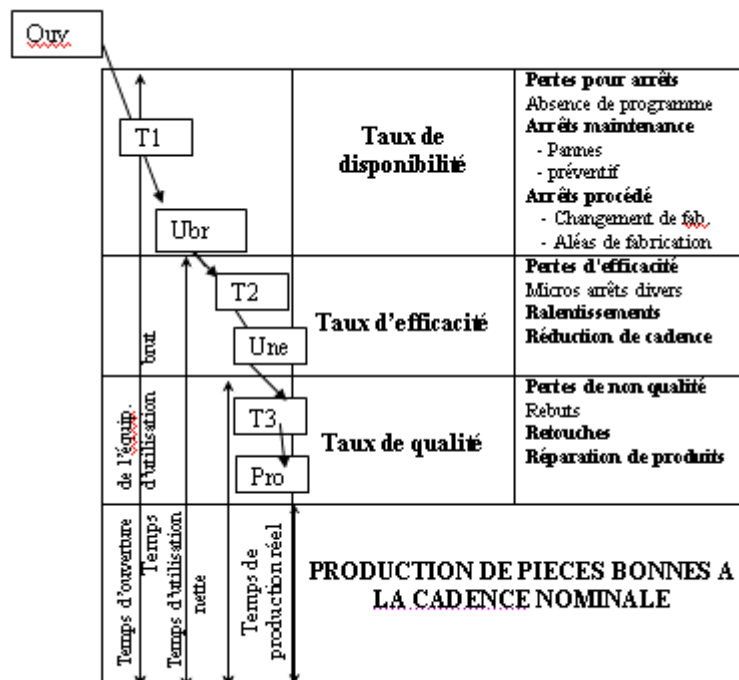 Ouv
T1
Ubr
T2
Une
T3
Pro
Taux de
disponibilité
Pertes pour arrêts
Absence de programme
Arrêts maintenance
- Pannes
- préventif
Arrêts procédé
- Changement de fab.
- Aléas de fabrication
Taux d'efficacité
Pertes d'efficacité
Micros arrêts divers
Ralentissements
Réduction de cadence
Taux de qualité
Pertes de non qualité
Rebuts
Retouches
Réparation de produits
Temps d'ouverture de l'équip.
Temps d'utilisation brut
Temps d'utilisation
nette
Temps de
production réel
PRODUCTION DE PIECES BONNES A
LA CADENCE NOMINALE